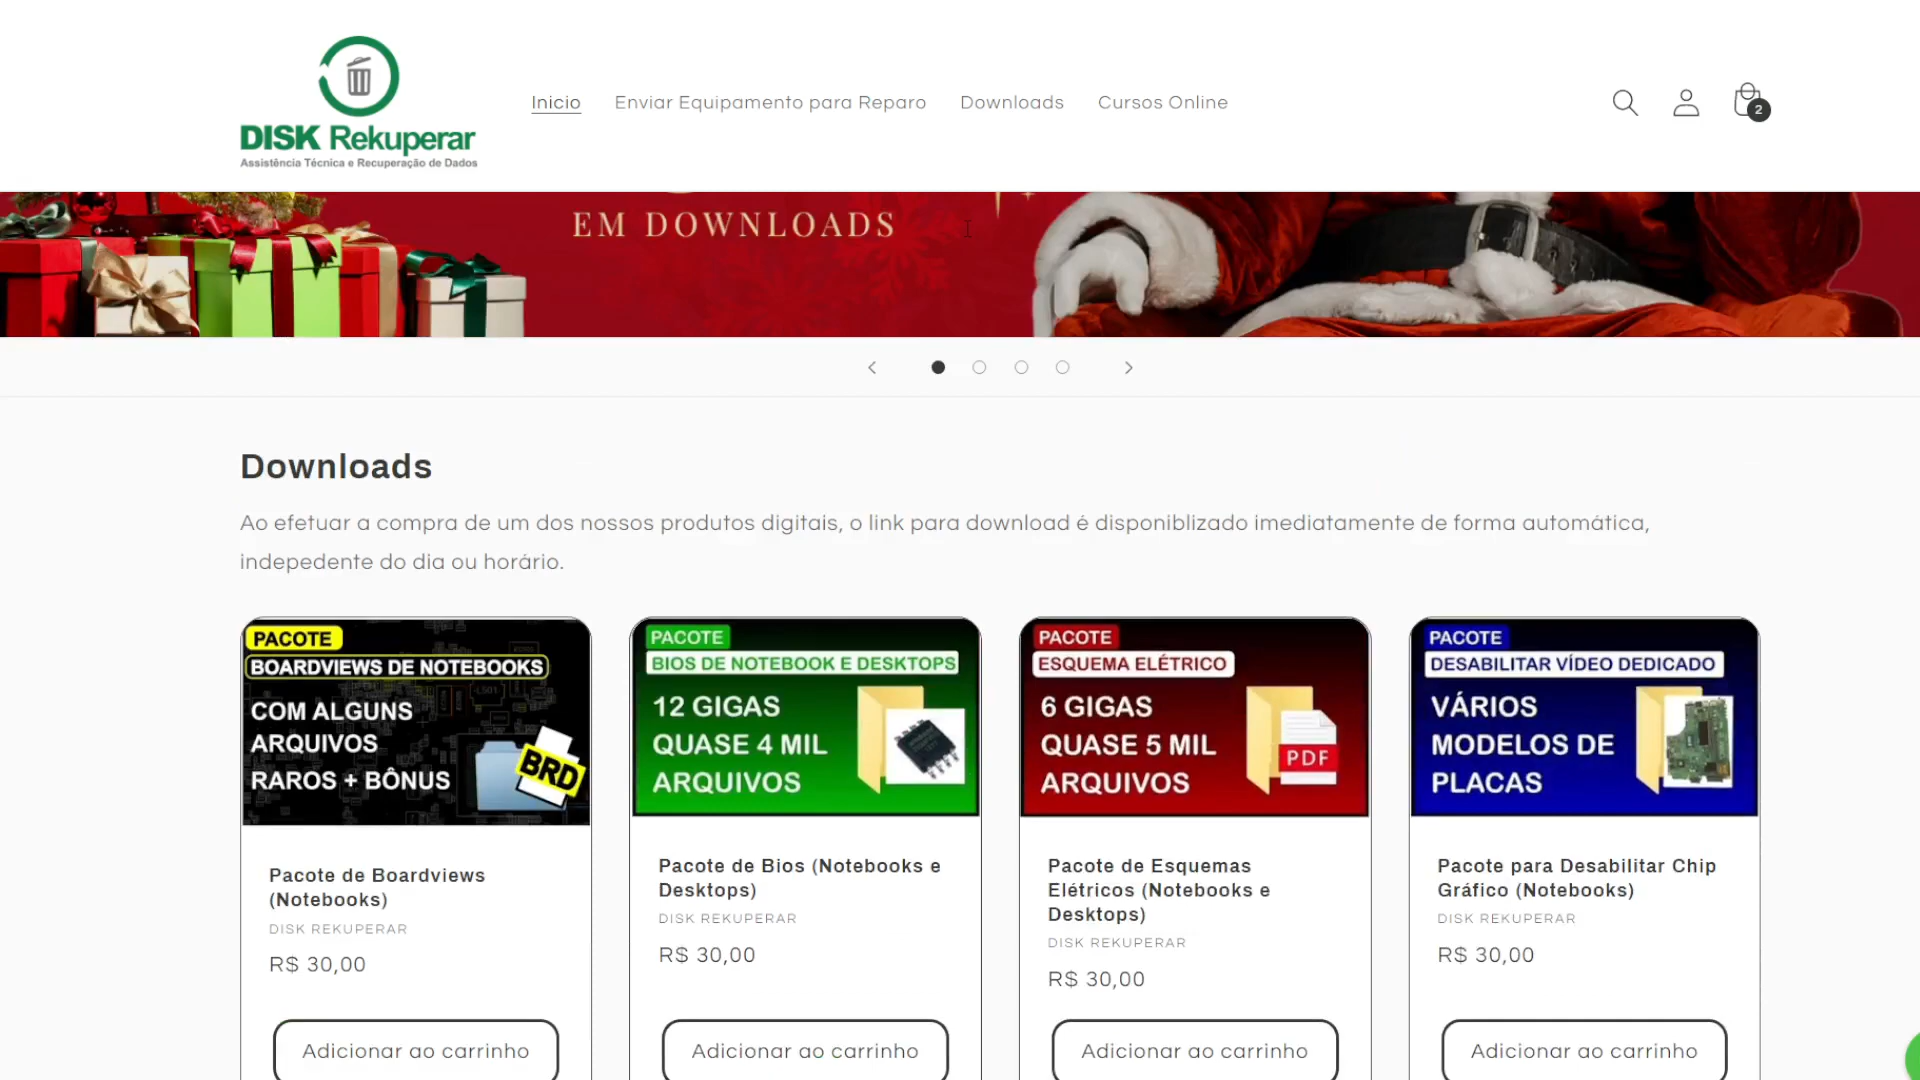 DISK Rekuperar
Assistência Técnica e Recuperação de Dados
Inicio
Enviar Equipamento para Reparo
Downloads
Cursos Online
2
EM DOWNLOADS
Downloads
Ao efetuar a compra de um dos nossos produtos digitais, o link para download é disponiblizado imediatamente de forma automática,
indepedente do dia ou horário.
PACOTE
BOARDVIEWS DE NOTEBOOKS
COM ALGUNS
ARQUIVOS
RAROS + BÔNUS
BRD
Pacote de Boardviews
(Notebooks)
DISK REKUPERAR
R$ 30,00
Adicionar ao carrinho
PACOTE
BIOS DE NOTEBOOK E DESKTOPS
12 GIGAS
QUASE 4 MIL
ARQUIVOS
Pacote de Bios (Notebooks e
Desktops)
DISK REKUPERAR
R$ 30,00
Adicionar ao carrinho
PACOTE
ESQUEMA ELÉTRICO
6 GIGAS
QUASE 5 MIL
ARQUIVOS
PDF
Pacote de Esquemas
Elétricos (Notebooks e
Desktops)
DISK REKUPERAR
R$ 30,00
Adicionar ao carrinho
PACOTE
DESABILITAR VÍDEO DEDICADO
VÁRIOS
MODELOS DE
PLACAS
Pacote para Desabilitar Chip
Gráfico (Notebooks)
DISK REKUPERAR
R$ 30,00
Adicionar ao carrinho